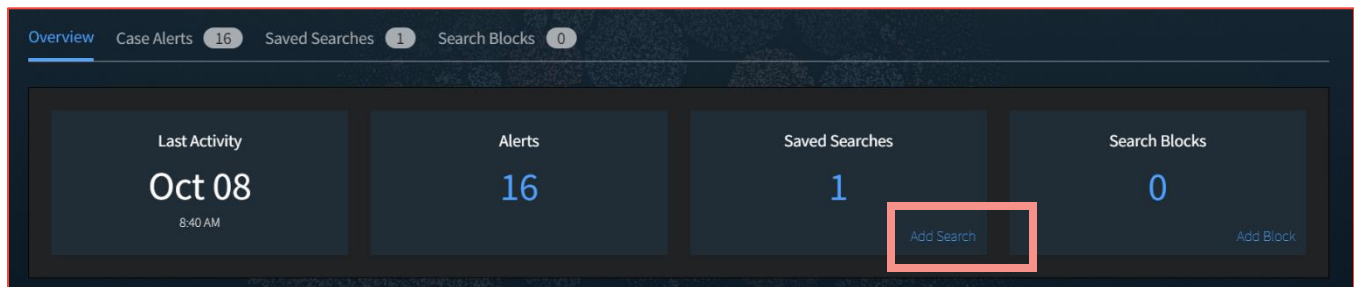 Overview Case Alerts 16 Saved Searches 1 Search Blocks 0
Last Activity Alerts Saved Searches Search Blocks
Oct 08 16 1 0
8:40 AM
Add Search Add Block